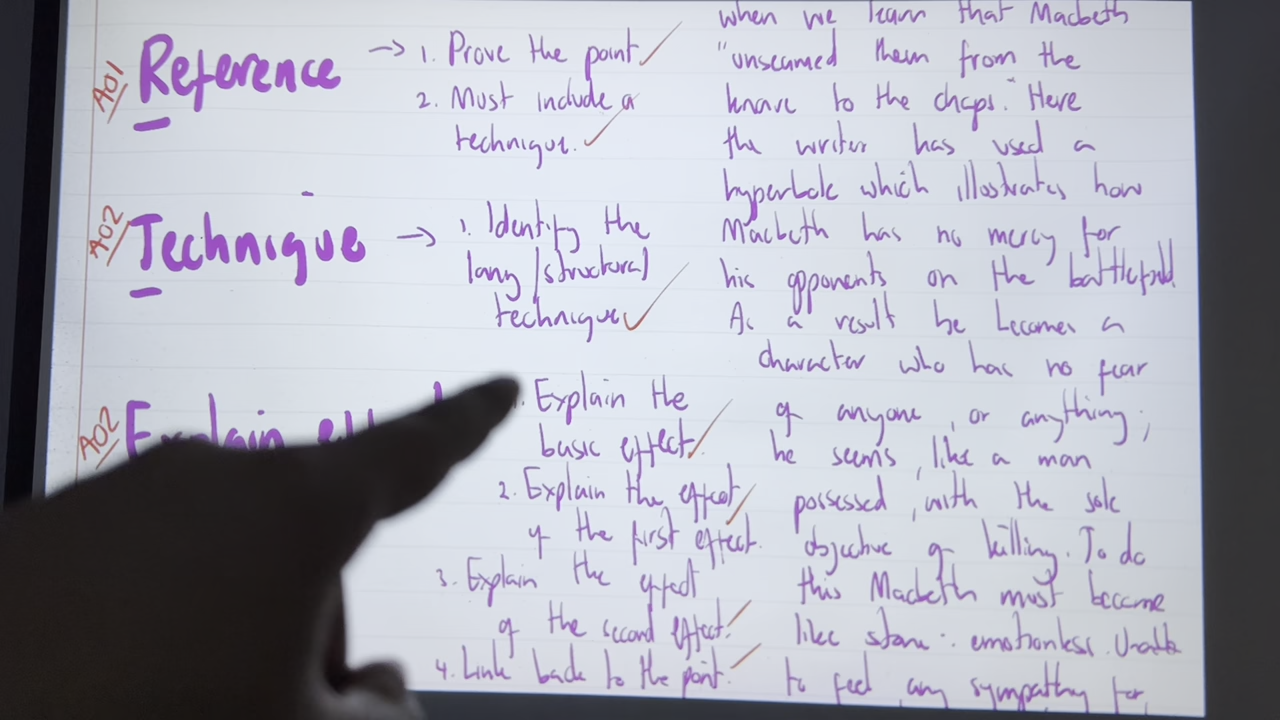 AO1
Reference → 1. Prove the point ✓
2. Must include a
technique. ✓
AO2
Technique → 1. Identify the
lang/structural
technique ✓
AO2
Explain
1. Explain the
basic effect. ✓
2. Explain the effect ✓
of the first effect.
3. Explain the effect
of the second effect. ✓
4. Link back to the point. ✓
when we learn that Macbeth
"unseamed them from the
knave to the chaps." Here
the writer has used a
hyperbole which illustrates how
Macbeth has no mercy for
his opponents on the battlefield.
As a result he becomes a
character who has no fear
of anyone, or anything;
he seems, like a man
possessed, with the sole
objective of killing. To do
this Macbeth must become
like stone: emotionless. Unable
to feel any sympathy for